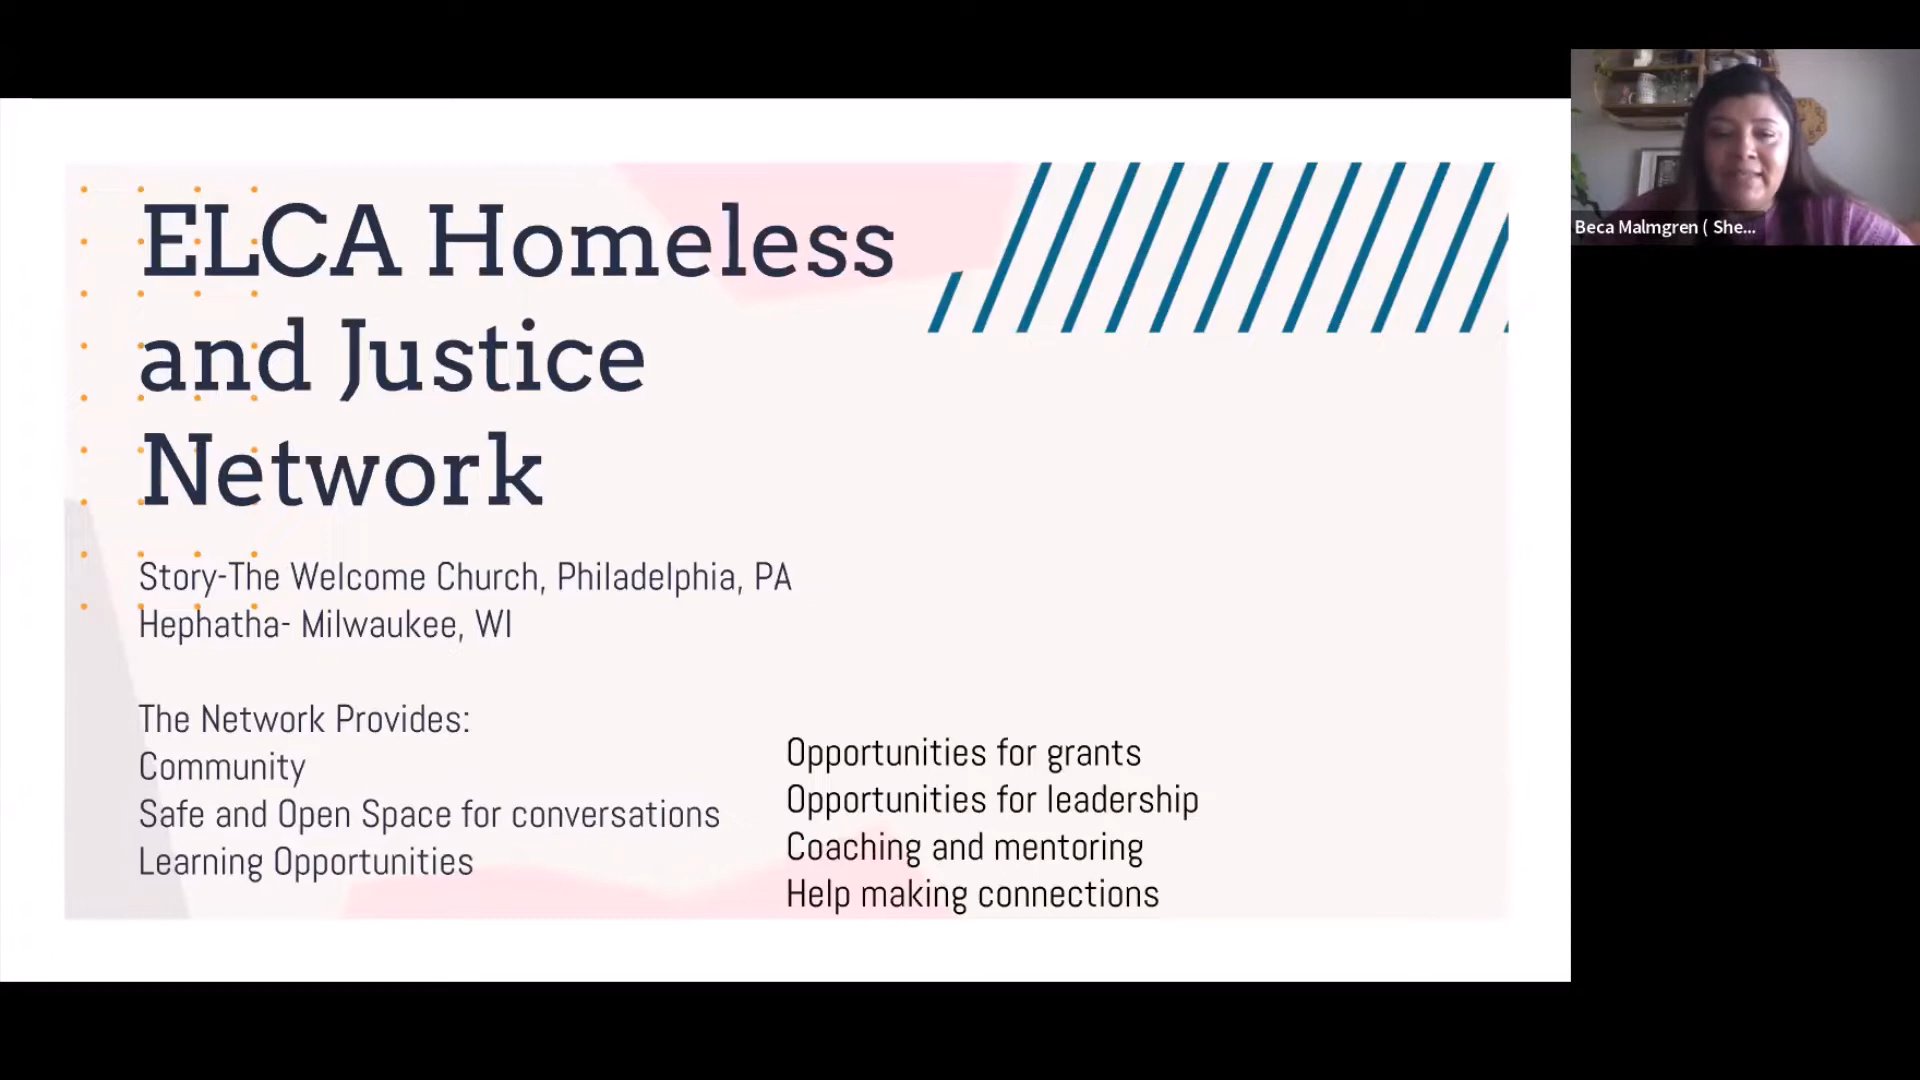 ELCA Homeless
and Justice
Network
Story-The Welcome Church, Philadelphia, PA
Hephatha- Milwaukee, WI
The Network Provides:
Community
Safe and Open Space for conversations
Learning Opportunities
Opportunities for grants
Opportunities for leadership
Coaching and mentoring
Help making connections
Beca Malmgren ( She...